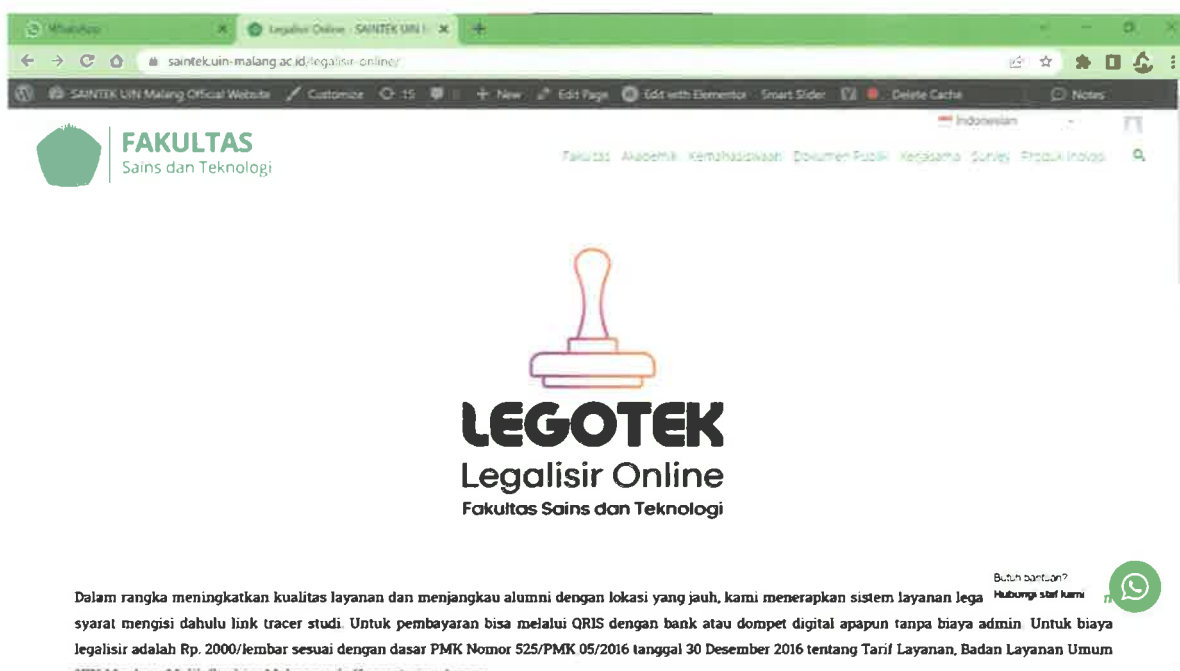 WhatsApp
Legalisir Online - SAINTEK UIN
saintek.uin-malang.ac.id/legalisir-online/
SAINTEK UIN Malang Official Website Customize 15 New Edit Page Edit with Elementor Smart Slider Delete Cache Notes
Indonesian
FAKULTAS
Sains dan Teknologi
Fakultas Akademik Kemahasiswaan Dokumen Publik Kerjasama Survey Produk Inovasi
LEGOTEK
Legalisir Online
Fakultas Sains dan Teknologi
Butuh bantuan?
Hubungi staf kami
Dalam rangka meningkatkan kualitas layanan dan menjangkau alumni dengan lokasi yang jauh, kami menerapkan sistem layanan lega
syarat mengisi dahulu link tracer studi. Untuk pembayaran bisa melalui QRIS dengan bank atau dompet digital apapun tanpa biaya admin. Untuk biaya
legalisir adalah Rp. 2000/lembar sesuai dengan dasar PMK Nomor 525/PMK 05/2016 tanggal 30 Desember 2016 tentang Tarif Layanan, Badan Layanan Umum